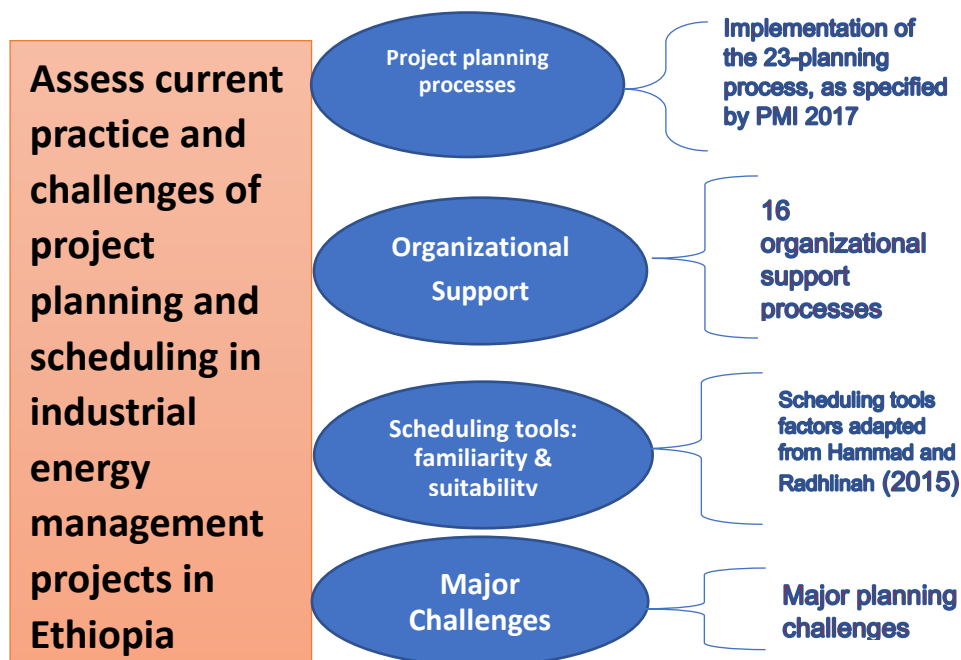 Assess current
practice and
challenges of
project
planning and
scheduling in
industrial
energy
management
projects in
Ethiopia
Project planning
processes
Implementation of
the 23-planning
process, as specified
by PMI 2017
Organizational
Support
16
organizational
support
processes
Scheduling tools:
familiarity &
suitability
Scheduling tools
factors adapted
from Hammad and
Radhlinah (2015)
Major
Challenges
Major planning
challenges